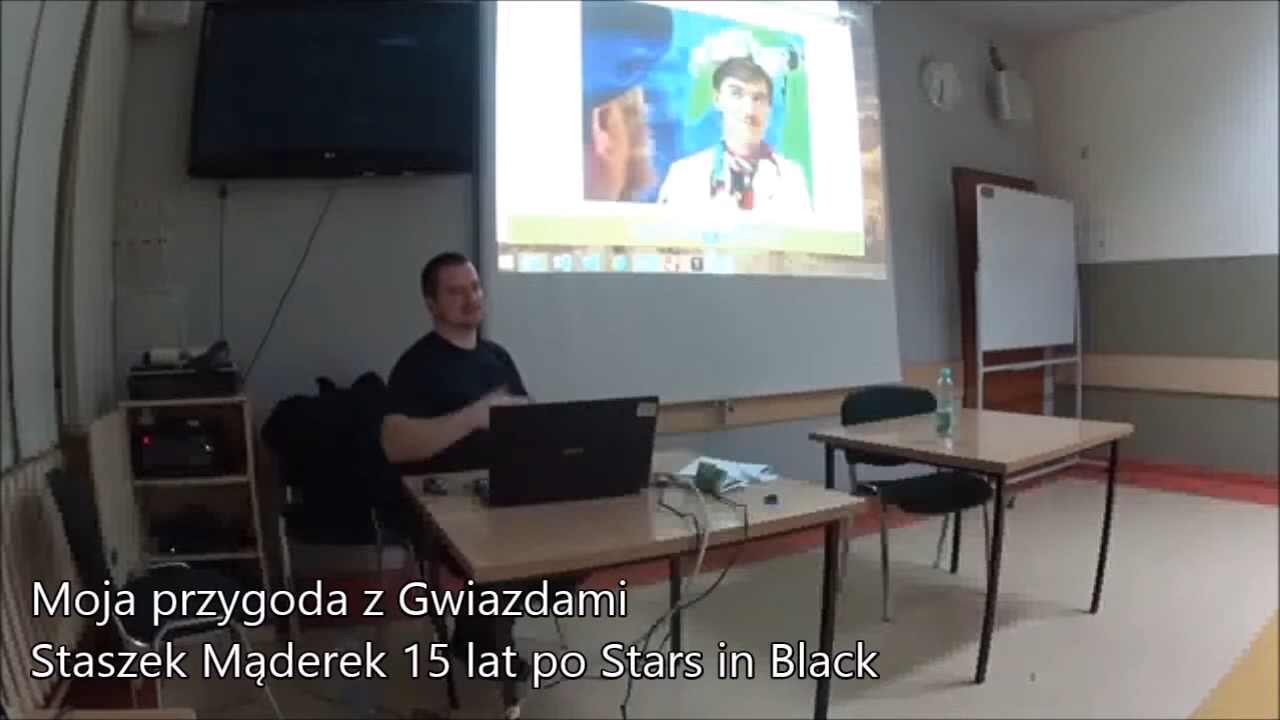 Moja przygoda z Gwiazdami
Staszek Mąderek 15 lat po Stars in Black